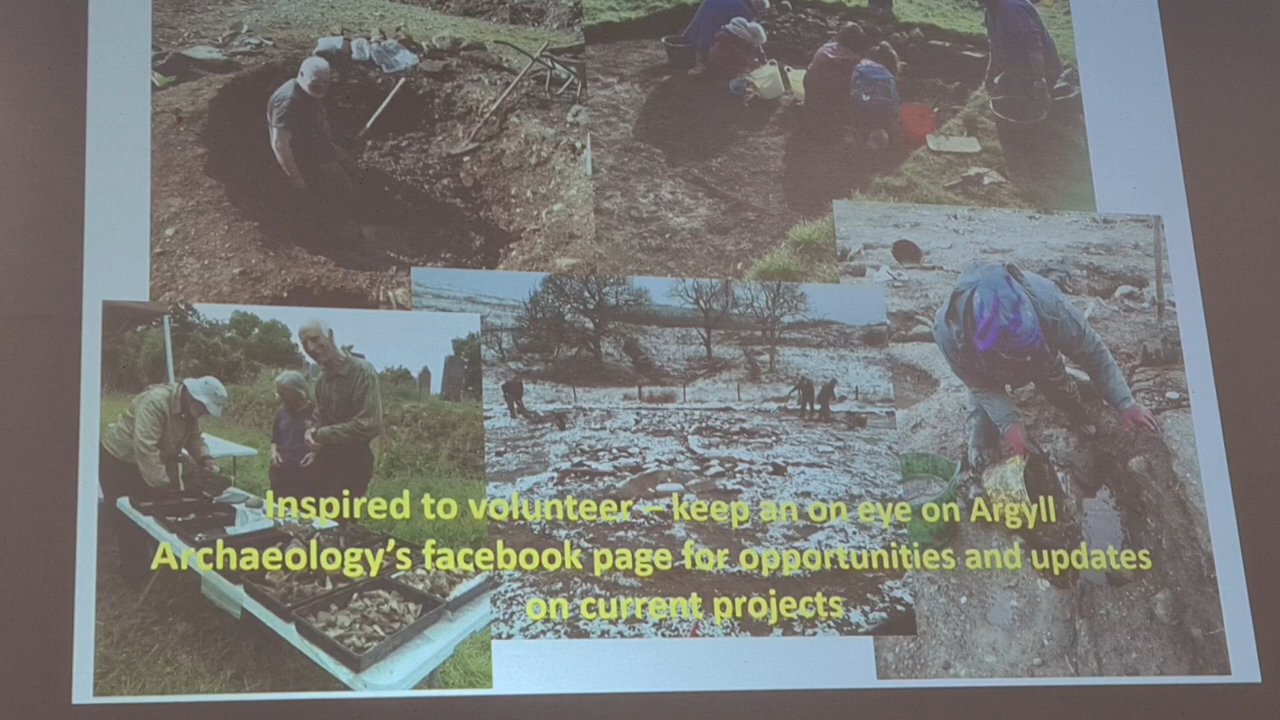 Inspired to volunteer – keep an on eye on Argyll
Archaeology's facebook page for opportunities and updates
on current projects